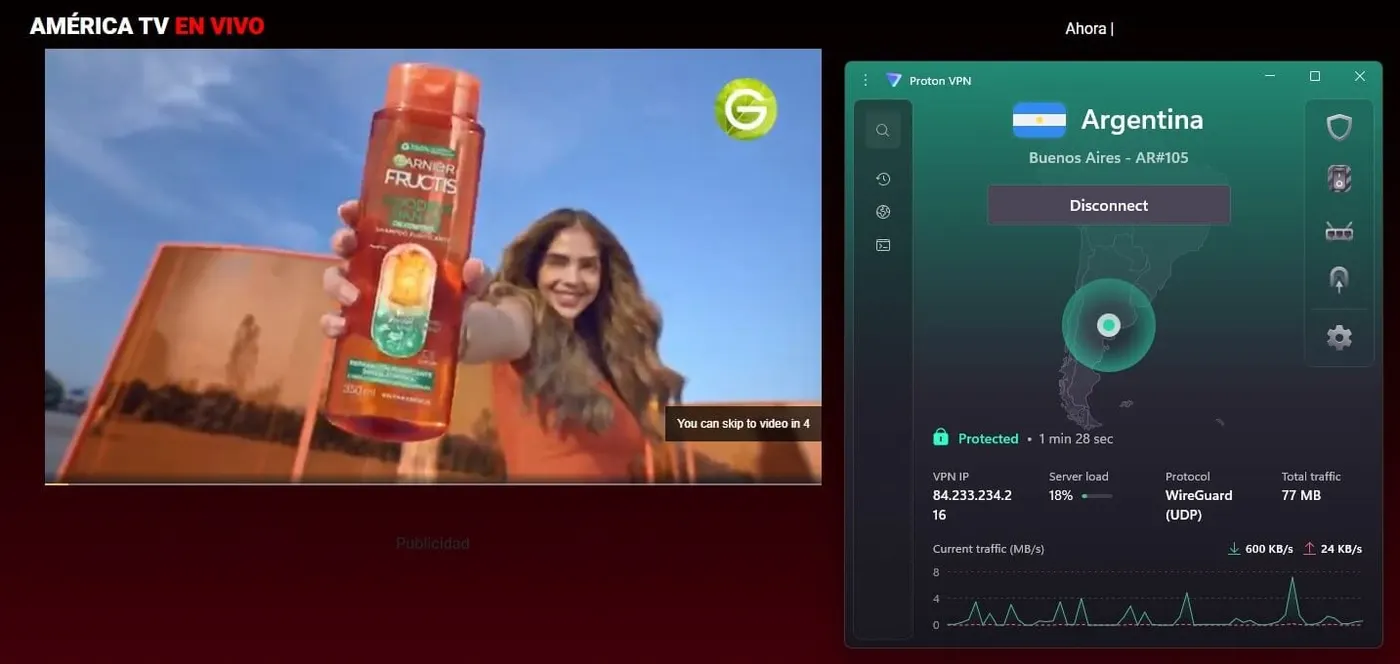 AMÉRICA TV EN VIVO
Ahora |
G
GARNIER
FRUCTIS
350 ml
You can skip to video in 4
Publicidad
Proton VPN
Argentina
Buenos Aires - AR#105
Disconnect
Protected • 1 min 28 sec
VPN IP
84.233.234.2
16
Server load
18%
Protocol
WireGuard
(UDP)
Total traffic
77 MB
Current traffic (MB/s)
600 KB/s
24 KB/s
8
4
0